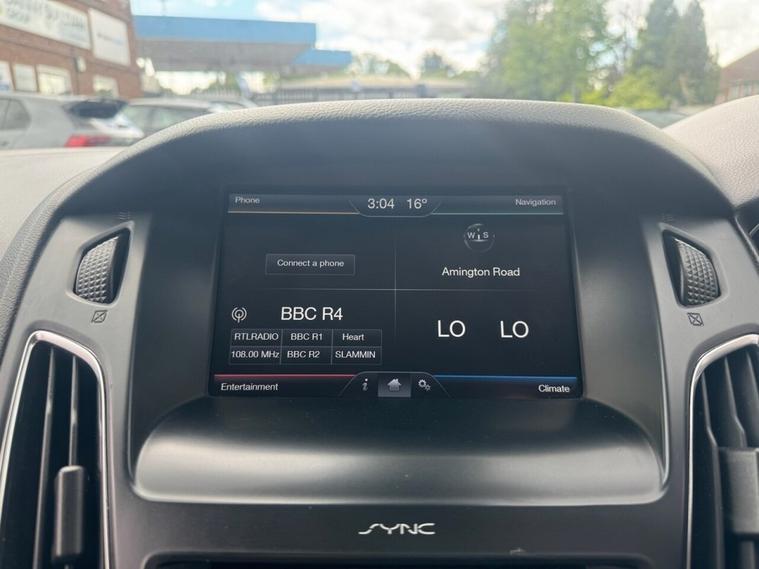 Phone
3:04 16°
Navigation
Connect a phone
W S
Amington Road
BBC R4
RTLRADIO BBC R1 Heart
108.00 MHz BBC R2 SLAMMIN
LO LO
Entertainment
i
Climate
SYNC